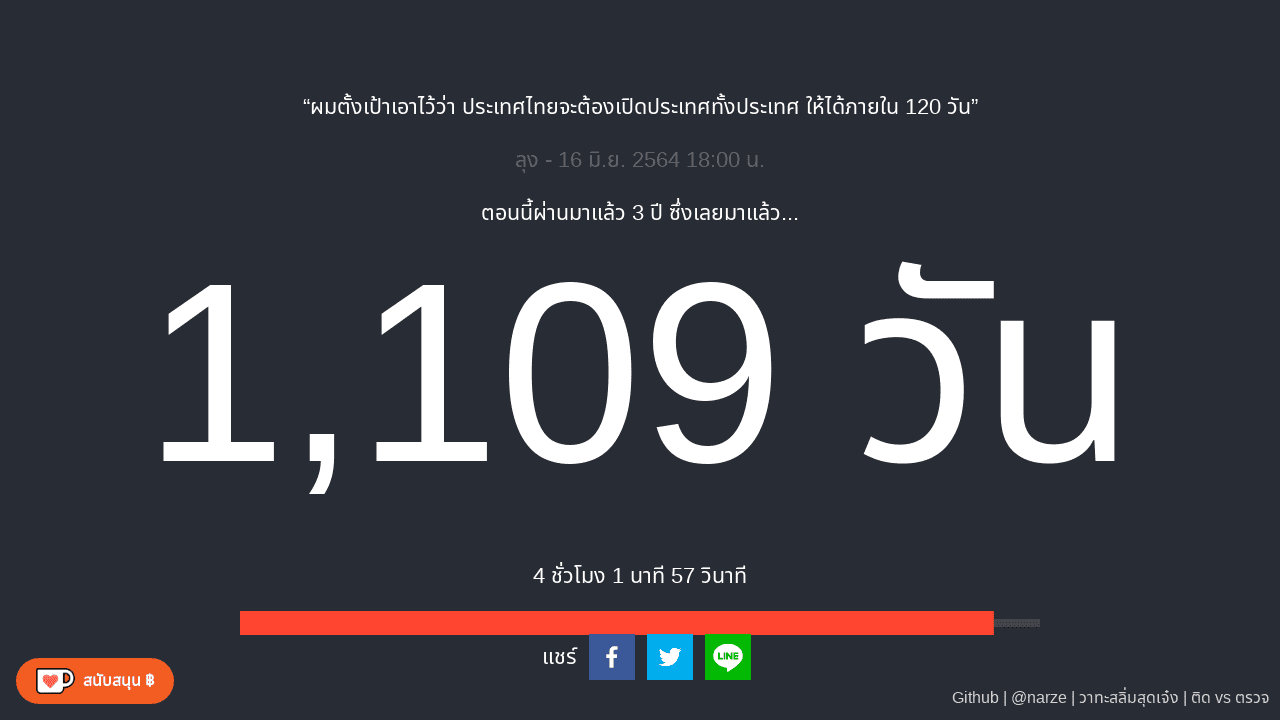 “ผมตั้งเป้าเอาไว้ว่า ประเทศไทยจะต้องเปิดประเทศทั้งประเทศ ให้ได้ภายใน 120 วัน”
ลุง - 16 มิ.ย. 2564 18:00 น.
ตอนนี้ผ่านมาแล้ว 3 ปี ซึ่งเลยมาแล้ว...
1,109 วัน
4 ชั่วโมง 1 นาที 57 วินาที
แชร์
LINE
สนับสนุน ฿
Github | @narze | วาทะสลิ่มสุดเจ๋ง | ติด vs ตรวจ